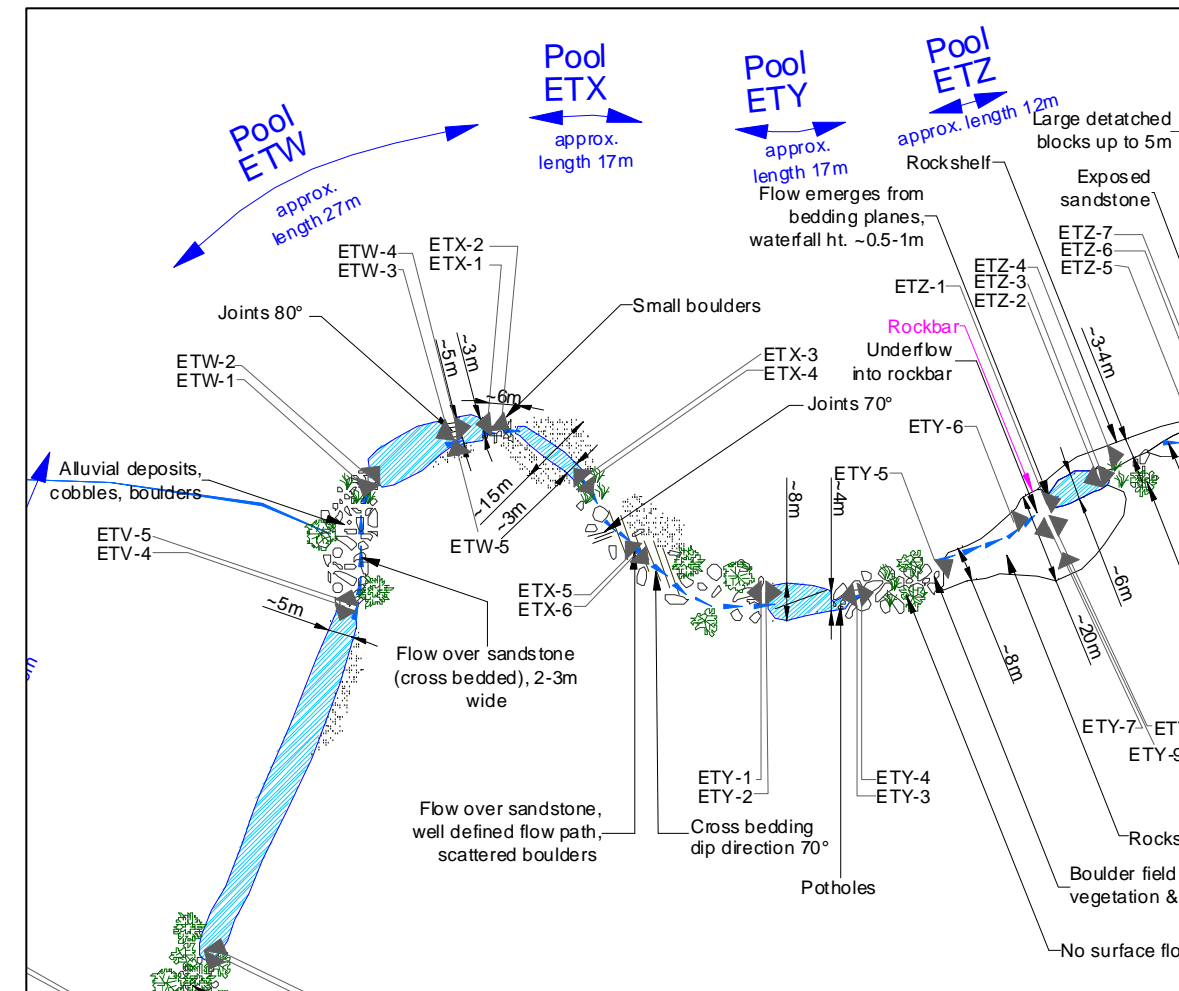 Pool
ETW
approx.
length 27m
Pool
ETX
approx.
length 17m
Pool
ETY
approx.
length 17m
Pool
ETZ
approx. length 12m
Large detatched
blocks up to 5m
Rockshelf
Exposed
sandstone
Flow emerges from
bedding planes,
waterfall ht. ~0.5-1m
ETZ-7
ETZ-6
ETZ-5
ETZ-4
ETZ-3
ETZ-2
ETZ-1
Rockbar
Underflow
into rockbar
~3-4m
ETW-4
ETW-3
ETX-2
ETX-1
Joints 80°
Small boulders
~5m
~3m
~6m
ETW-2
ETW-1
ETX-3
ETX-4
Joints 70°
ETY-6
ETY-5
Alluvial deposits,
cobbles, boulders
~15m
~3m
ETW-5
~8m
~4m
ETV-5
ETV-4
ETX-5
ETX-6
~5m
~6m
~20m
~8m
Flow over sandstone
(cross bedded), 2-3m
wide
ETY-7
ETY-9
ETY-1
ETY-2
ETY-4
ETY-3
Flow over sandstone,
well defined flow path,
scattered boulders
Cross bedding
dip direction 70°
Potholes
Rocks
Boulder field
vegetation &
No surface flo